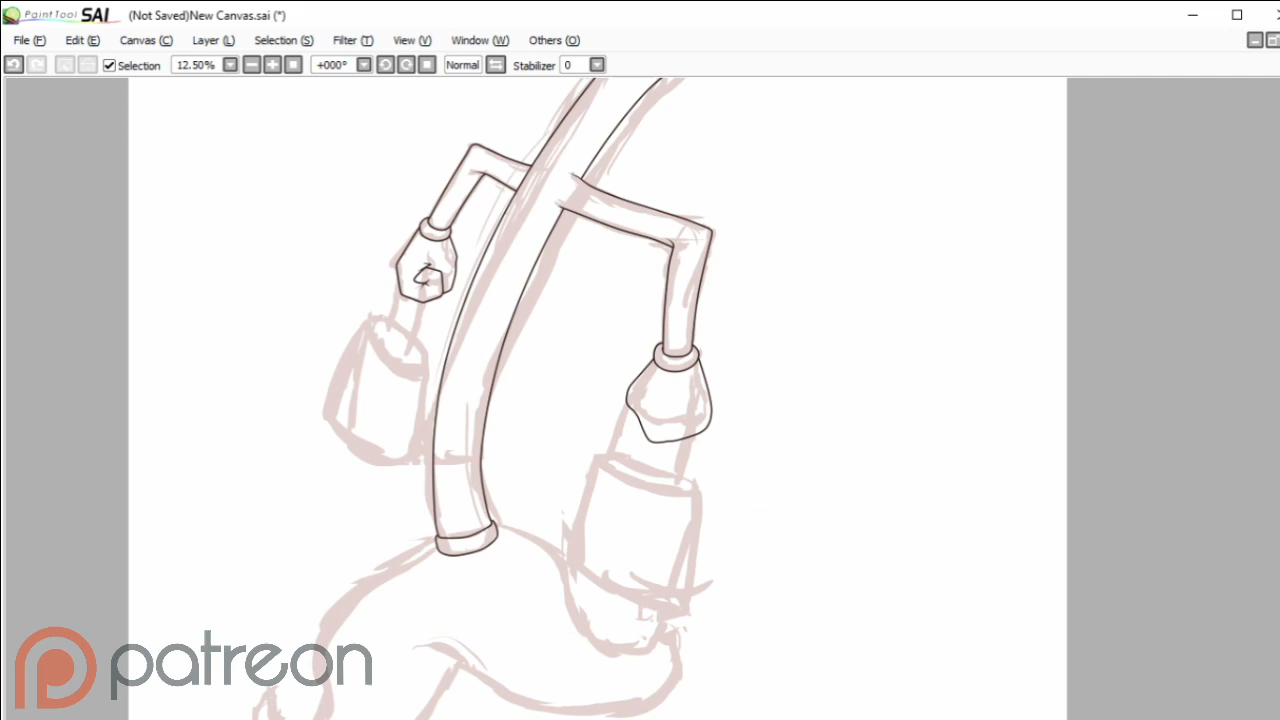 PaintTool SAI (Not Saved)New Canvas.sai (*)
File (F) Edit (E) Canvas (C) Layer (L) Selection (S) Filter (T) View (V) Window (W) Others (O)
Selection 12.50% +000° Normal Stabilizer 0
patreon